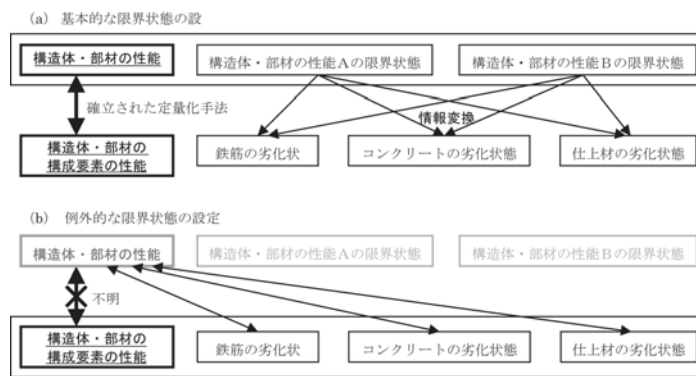 (a) 基本的な限界状態の設
構造体・部材の性能
構造体・部材の性能Aの限界状態
構造体・部材の性能Bの限界状態
確立された定量化手法
情報変換
構造体・部材の
構成要素の性能
鉄筋の劣化状
コンクリートの劣化状態
仕上材の劣化状態
(b) 例外的な限界状態の設定
構造体・部材の性能
構造体・部材の性能Aの限界状態
構造体・部材の性能Bの限界状態
不明
構造体・部材の
構成要素の性能
鉄筋の劣化状
コンクリートの劣化状態
仕上材の劣化状態